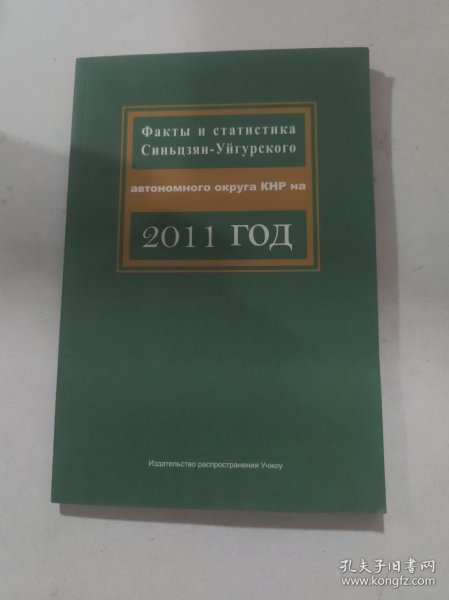 Факты и статистика
Синьцзян-Уйгурского
автономного округа КНР на
2011 ГОД
Издательство распространения Учжоу
孔夫子旧书网
www.kongfz.com